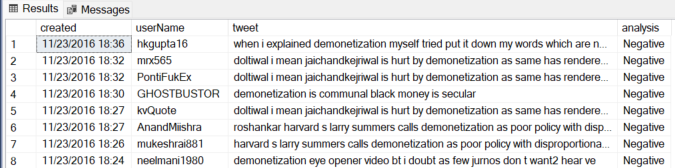 Results Messages
created userName tweet analysis
1 11/23/2016 18:36 hkgupta16 when i explained demonetization myself tried put it down my words which are n... Negative
2 11/23/2016 18:32 mrx565 doltiwal i mean jaichandkejriwal is hurt by demonetization as same has rendere... Negative
3 11/23/2016 18:32 PontiFukEx doltiwal i mean jaichandkejriwal is hurt by demonetization as same has rendere... Negative
4 11/23/2016 18:30 GHOSTBUSTOR demonetization is communal black money is secular Negative
5 11/23/2016 18:27 kvQuote doltiwal i mean jaichandkejriwal is hurt by demonetization as same has rendere... Negative
6 11/23/2016 18:27 AnandMiishra roshankar harvard s larry summers calls demonetization as poor policy with disp... Negative
7 11/23/2016 18:26 mukeshrai881 harvard s larry summers calls demonetization as poor policy with disproportiona... Negative
8 11/23/2016 18:24 neelmani1980 demonetization eye opener video bt i doubt as few jurnos don t want2 hear ve Negative